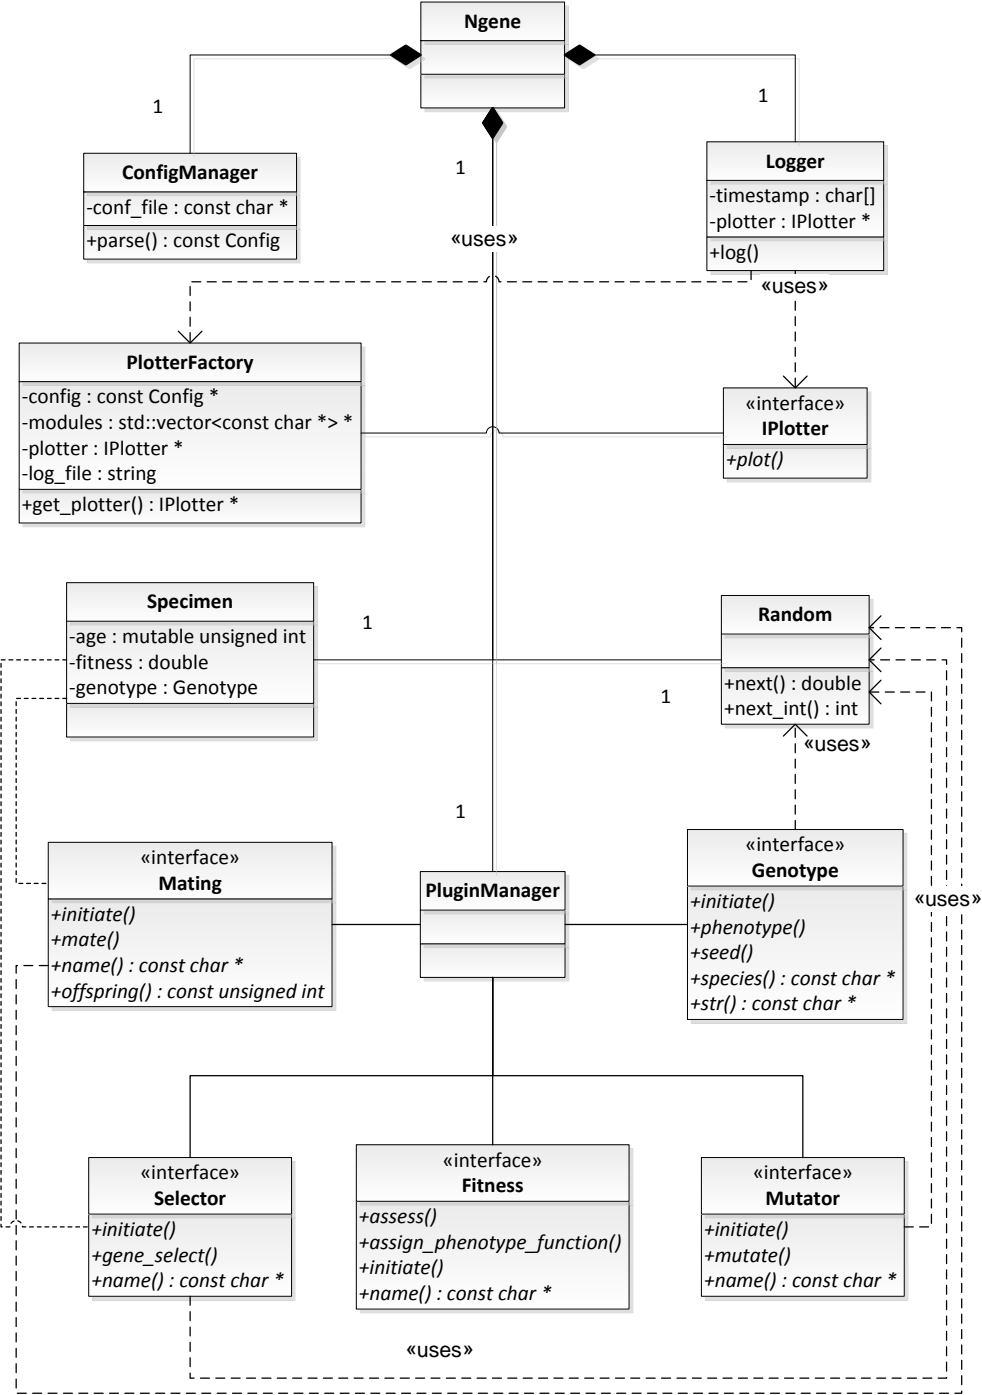 Ngene
1
1
1
ConfigManager
-conf_file : const char *
+parse() : const Config
Logger
-timestamp : char[]
-plotter : IPlotter *
+log()
«uses»
«uses»
PlotterFactory
-config : const Config *
-modules : std::vector<const char *> *
-plotter : IPlotter *
-log_file : string
+get_plotter() : IPlotter *
«interface»
IPlotter
+plot()
Specimen
-age : mutable unsigned int
-fitness : double
-genotype : Genotype
1
1
Random
+next() : double
+next_int() : int
«uses»
1
«interface»
Mating
+initiate()
+mate()
+name() : const char *
+offspring() : const unsigned int
PluginManager
«interface»
Genotype
+initiate()
+phenotype()
+seed()
+species() : const char *
+str() : const char *
«uses»
«interface»
Selector
+initiate()
+gene_select()
+name() : const char *
«interface»
Fitness
+assess()
+assign_phenotype_function()
+initiate()
+name() : const char *
«interface»
Mutator
+initiate()
+mutate()
+name() : const char *
«uses»